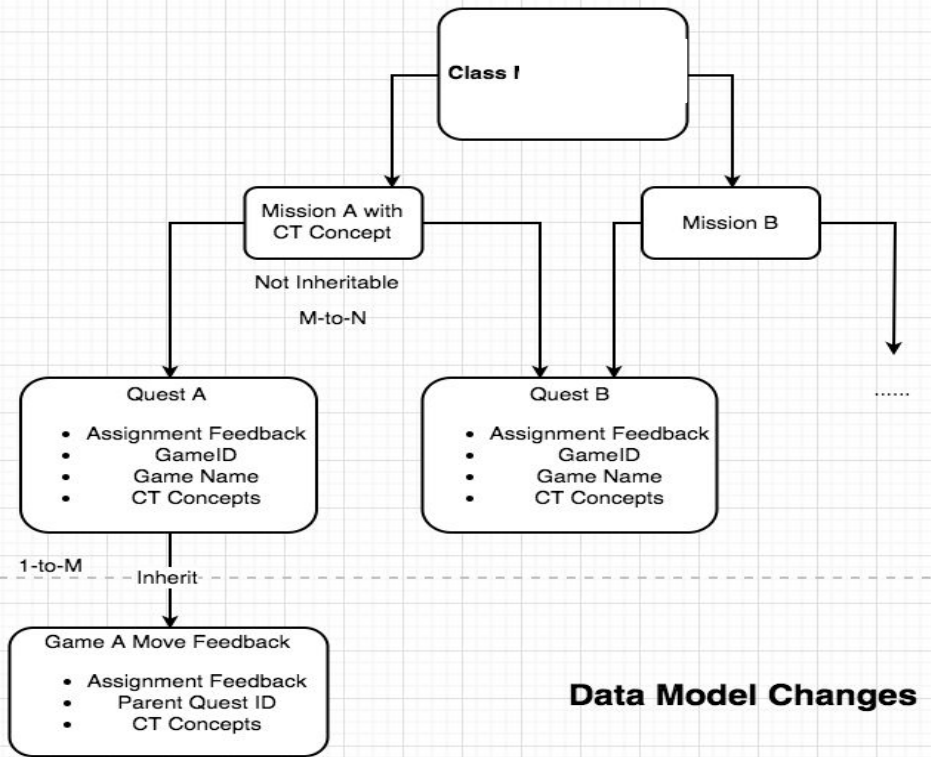 Class
Mission A with
CT Concept
Mission B
Not Inheritable
M-to-N
Quest A
• Assignment Feedback
• GameID
• Game Name
• CT Concepts
Quest B
• Assignment Feedback
• GameID
• Game Name
• CT Concepts
......
1-to-M
Inherit
Game A Move Feedback
• Assignment Feedback
• Parent Quest ID
• CT Concepts
Data Model Changes